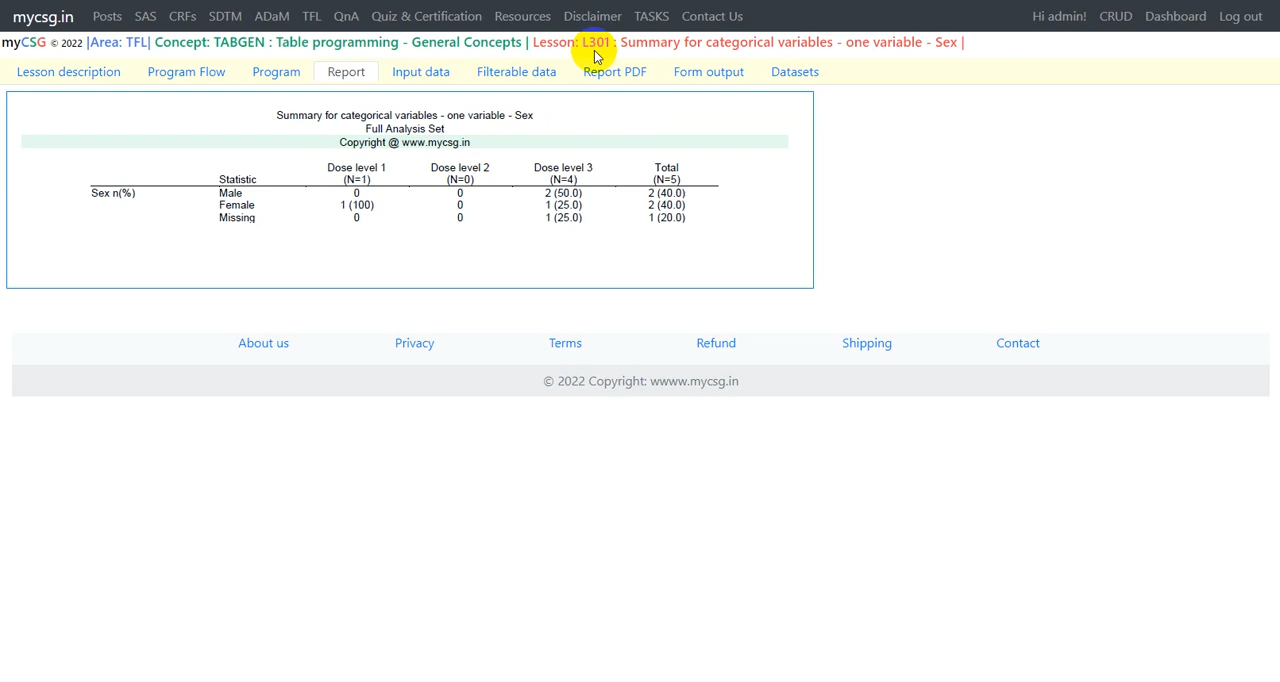 mycsg.in Posts SAS CRFs SDTM ADaM TFL QnA Quiz & Certification Resources Disclaimer TASKS Contact Us Hi admin! CRUD Dashboard Log out
myCSG © 2022 |Area: TFL| Concept: TABGEN : Table programming - General Concepts | Lesson: L301 : Summary for categorical variables - one variable - Sex |
Lesson description Program Flow Program Report Input data Filterable data Report PDF Form output Datasets
Summary for categorical variables - one variable - Sex
Full Analysis Set
Copyright @ www.mycsg.in
Dose level 1 Dose level 2 Dose level 3 Total
Statistic (N=1) (N=0) (N=4) (N=5)
Sex n(%) Male 0 0 2 (50.0) 2 (40.0)
Female 1 (100) 0 1 (25.0) 2 (40.0)
Missing 0 0 1 (25.0) 1 (20.0)
About us Privacy Terms Refund Shipping Contact
© 2022 Copyright: wwww.mycsg.in